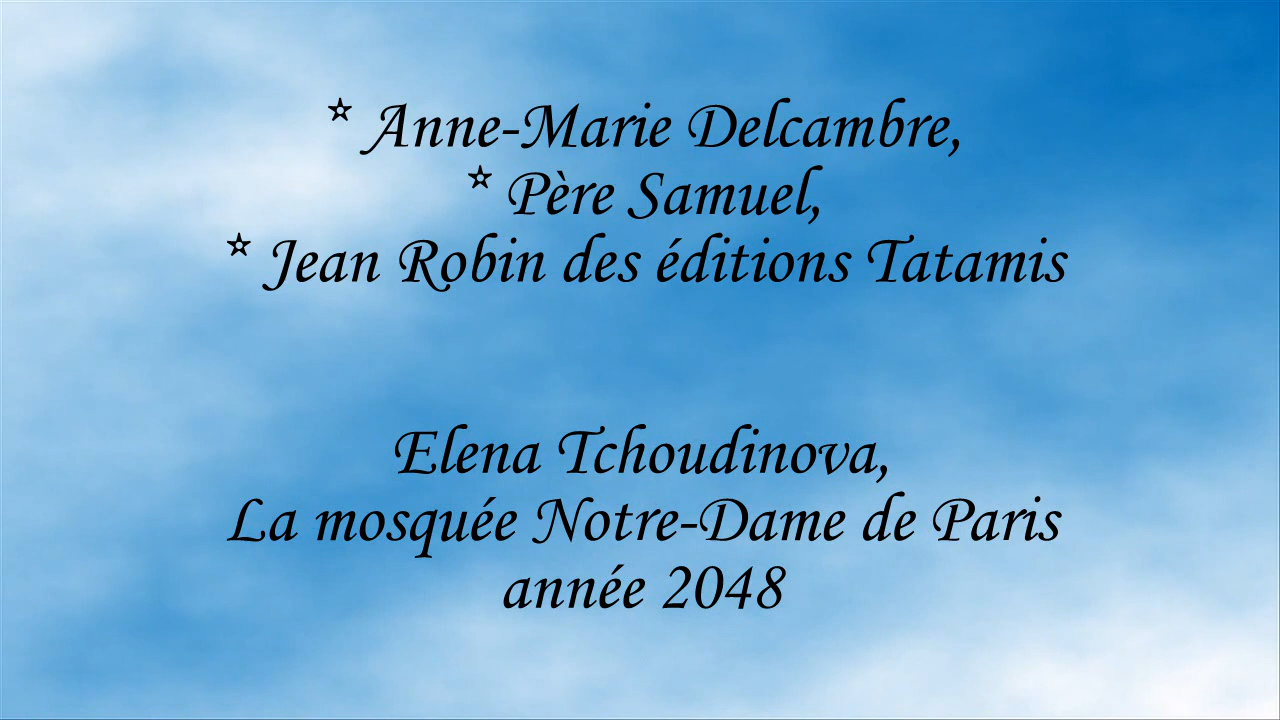 * Anne-Marie Delcambre,
* Père Samuel,
* Jean Robin des éditions Tatamis
Elena Tchoudinova,
La mosquée Notre-Dame de Paris
année 2048